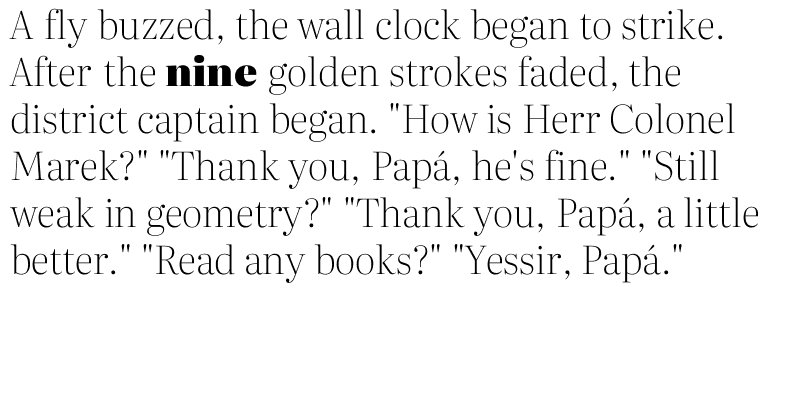 A fly buzzed, the wall clock began to strike.
After the nine golden strokes faded, the
district captain began. "How is Herr Colonel
Marek?" "Thank you, Papá, he's fine." "Still
weak in geometry?" "Thank you, Papá, a little
better." "Read any books?" "Yessir, Papá."